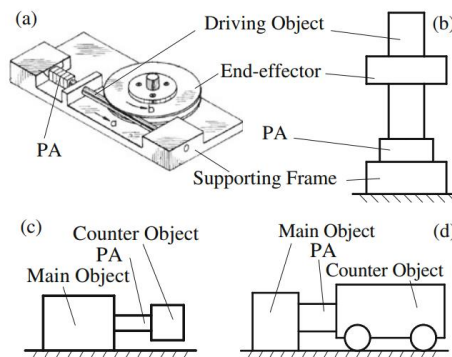 (a)
Driving Object
(b)
End-effector
PA
PA
Supporting Frame
(c)
Counter Object
PA
Main Object
Main Object
(d)
PA
Counter Object